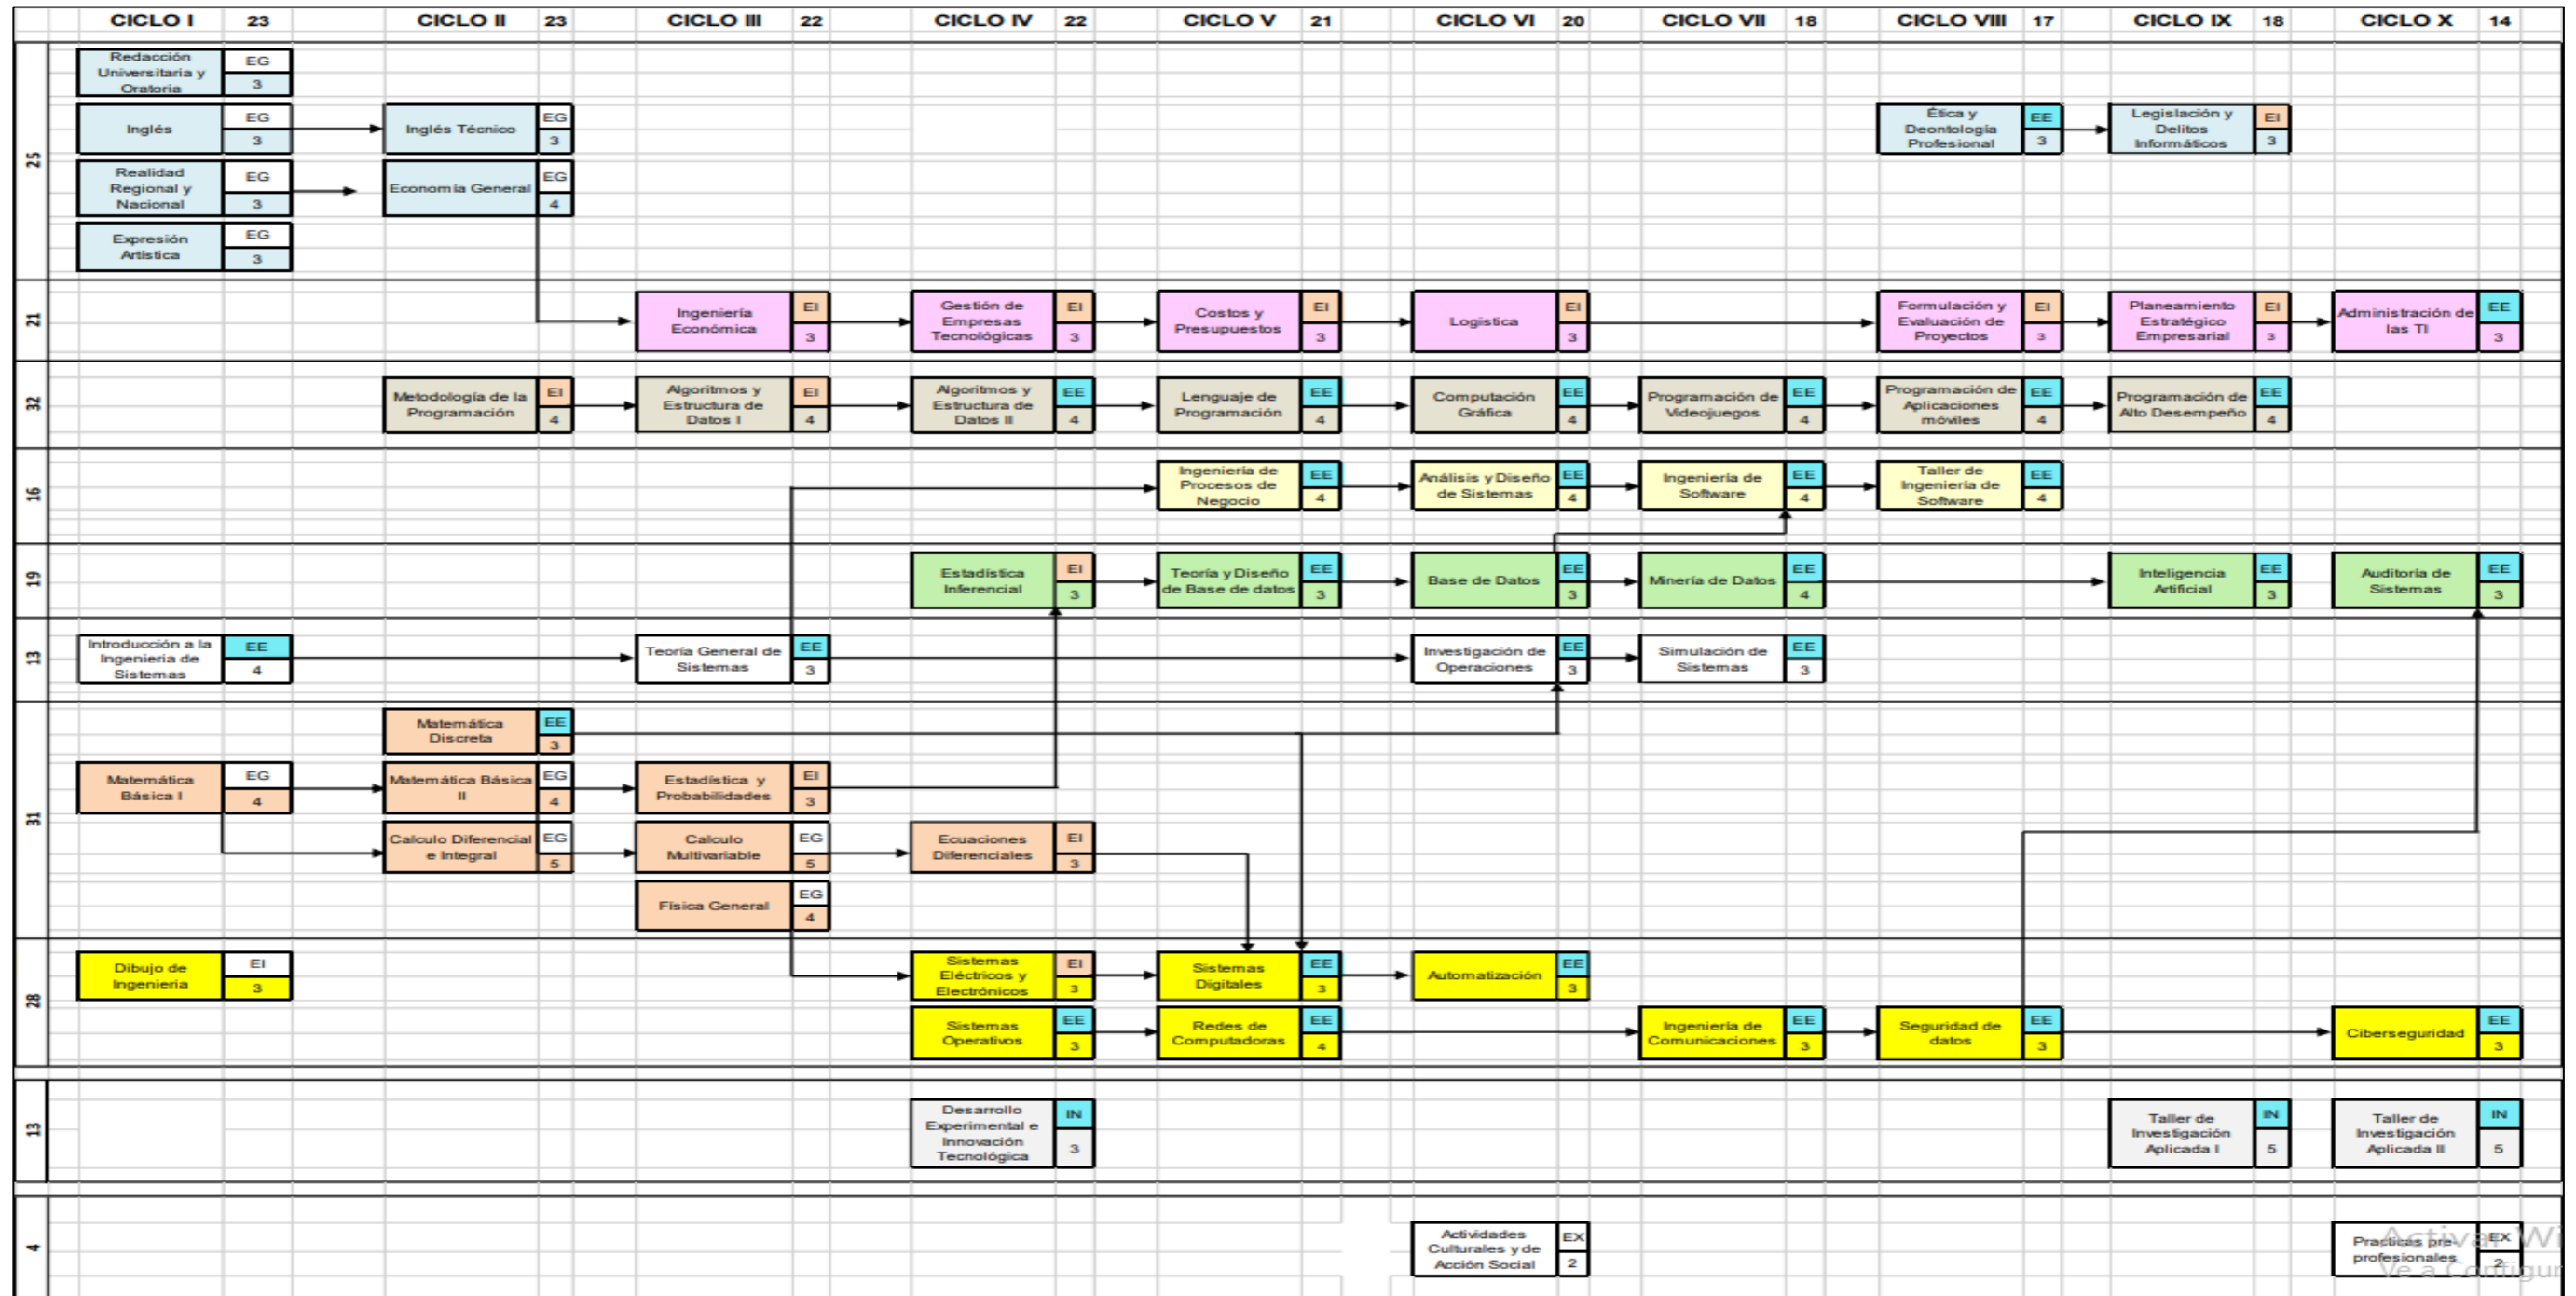 CICLO I 23 CICLO II 23 CICLO III 22 CICLO IV 22 CICLO V 21 CICLO VI 20 CICLO VII 18 CICLO VIII 17 CICLO IX 18 CICLO X 14
25
Redacción
Universitaria y
Oratoria
EG
3
Inglés
EG
3
Inglés Técnico
EG
3
Ética y
Deontología
Profesional
EE
3
Legislación y
Delitos
Informáticos
EI
3
Realidad
Regional y
Nacional
EG
3
Economía General
EG
4
Expresión
Artística
EG
3
21
Ingeniería
Económica
EI
3
Gestión de
Empresas
Tecnológicas
EI
3
Costos y
Presupuestos
EI
3
Logistica
EI
3
Formulación y
Evaluación de
Proyectos
EI
3
Planeamiento
Estratégico
Empresarial
EI
3
Administración de
las TI
EE
3
32
Metodología de la
Programación
EI
4
Algoritmos y
Estructura de
Datos I
EI
4
Algoritmos y
Estructura de
Datos II
EE
4
Lenguaje de
Programación
EE
4
Computación
Gráfica
EE
4
Programación de
Videojuegos
EE
4
Programación de
Aplicaciones
móviles
EE
4
Programación de
Alto Desempeño
EE
4
16
Ingeniería de
Procesos de
Negocio
EE
4
Análisis y Diseño
de Sistemas
EE
4
Ingeniería de
Software
EE
4
Taller de
Ingeniería de
Software
EE
4
19
Estadística
Inferencial
EI
3
Teoría y Diseño
de Base de datos
EE
3
Base de Datos
EE
3
Minería de Datos
EE
4
Inteligencia
Artificial
EE
3
Auditoría de
Sistemas
EE
3
13
Introducción a la
Ingeniería de
Sistemas
EE
4
Teoría General de
Sistemas
EE
3
Investigación de
Operaciones
EE
3
Simulación de
Sistemas
EE
3
31
Matemática
Discreta
EE
3
Matemática
Básica I
EG
4
Matemática Básica
II
EG
4
Estadística y
Probabilidades
EI
3
Calculo Diferencial
e Integral
EG
5
Calculo
Multivariable
EG
5
Ecuaciones
Diferenciales
EI
3
Física General
EG
4
28
Dibujo de
Ingenieria
EI
3
Sistemas
Eléctricos y
Electrónicos
EI
3
Sistemas
Digitales
EE
3
Automatización
EE
3
Sistemas
Operativos
EE
3
Redes de
Computadoras
EE
4
Ingeniería de
Comunicaciones
EE
3
Seguridad de
datos
EE
3
Ciberseguridad
EE
3
13
Desarrollo
Experimental e
Innovación
Tecnológica
IN
3
Taller de
Investigación
Aplicada I
IN
5
Taller de
Investigación
Aplicada II
IN
5
4
Actividades
Culturales y de
Acción Social
EX
2
Practicas pre-
profesionales
EX
2
Activar Wi
Ve a Configur